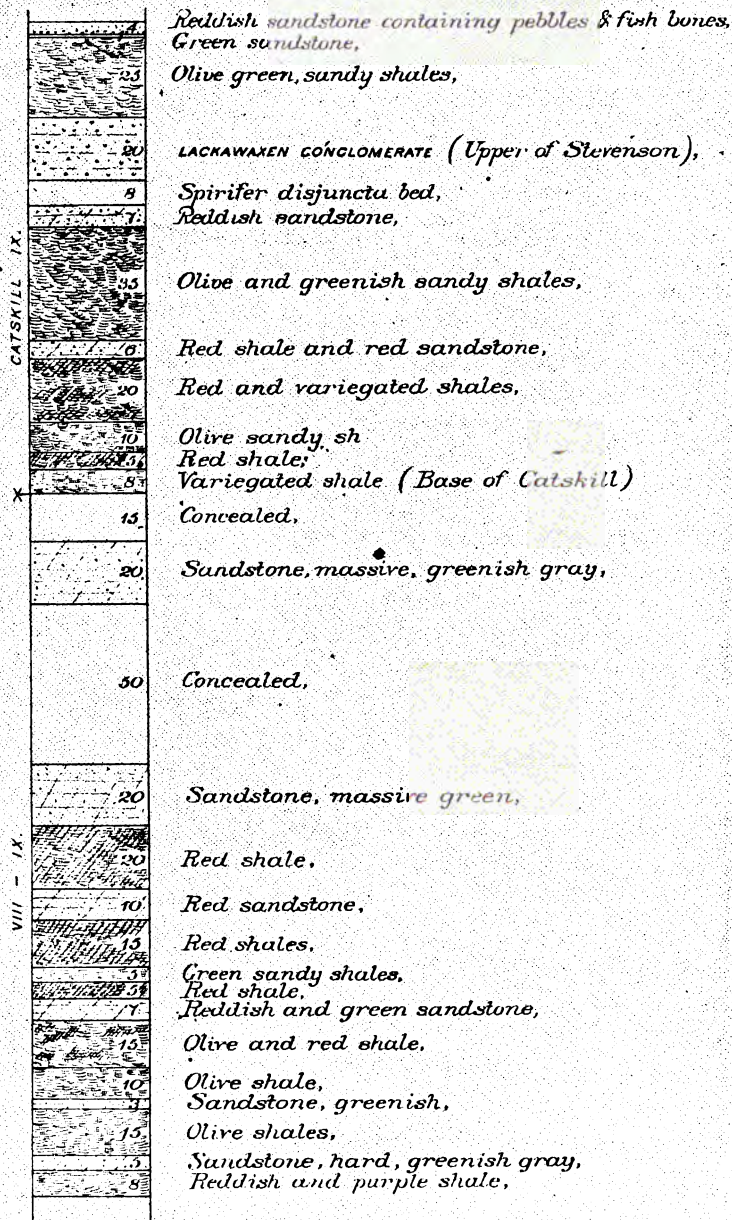 4 Reddish sandstone containing pebbles & fish bones,
Green sandstone,
25 Olive green, sandy shales,
20 LACKAWAXEN CONGLOMERATE (Upper of Stevenson),
8 Spirifer disjuncta bed,
7 Reddish sandstone,
CATSKILL IX.
35 Olive and greenish sandy shales,
6 Red shale and red sandstone,
20 Red and variegated shales,
10 Olive sandy sh
5 Red shale;
8 Variegated shale (Base of Catskill)
X
15 Concealed,
20 Sandstone, massive, greenish gray,
50 Concealed,
20 Sandstone, massive green,
VIII - IX.
20 Red shale,
10 Red sandstone,
15 Red shales,
5 Green sandy shales,
5 Red shale,
7 Reddish and green sandstone,
15 Olive and red shale,
10 Olive shale,
3 Sandstone, greenish,
15 Olive shales,
5 Sandstone, hard, greenish gray,
8 Reddish and purple shale,